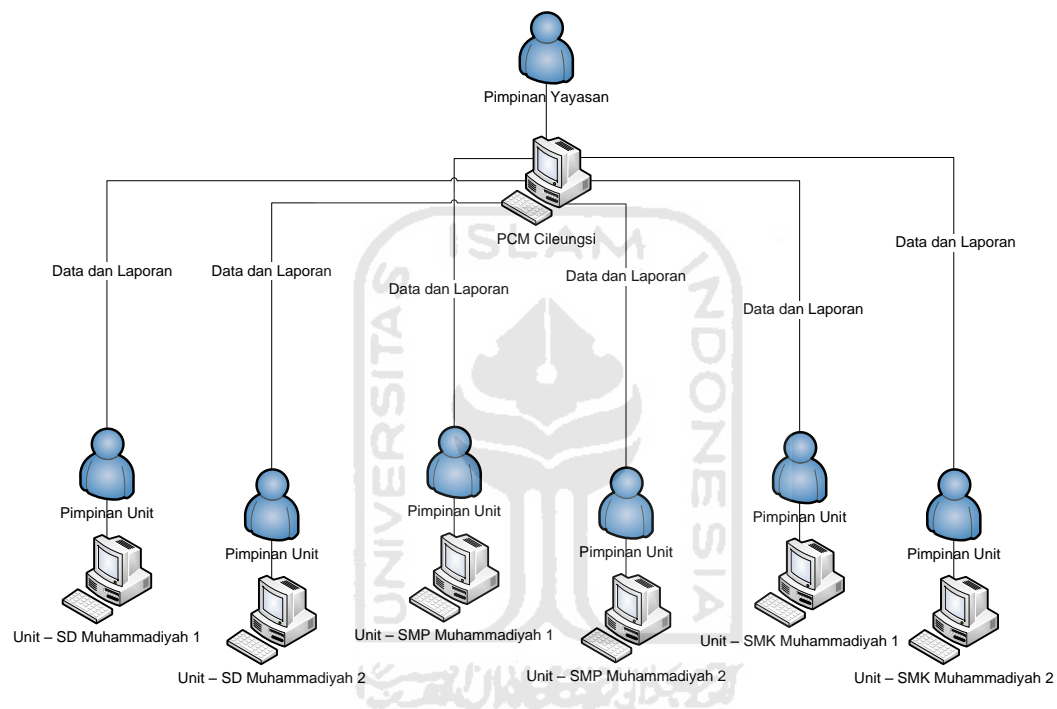 Pimpinan Yayasan
PCM Cileungsi
Data dan Laporan
Data dan Laporan
Data dan Laporan
Data dan Laporan
Data dan Laporan
Data dan Laporan
Pimpinan Unit
Unit – SD Muhammadiyah 1
Pimpinan Unit
Unit – SD Muhammadiyah 2
Pimpinan Unit
Unit – SMP Muhammadiyah 1
Pimpinan Unit
Unit – SMP Muhammadiyah 2
Pimpinan Unit
Unit – SMK Muhammadiyah 1
Pimpinan Unit
Unit – SMK Muhammadiyah 2
UNIVERSITAS
ISLAM
INDONESIA